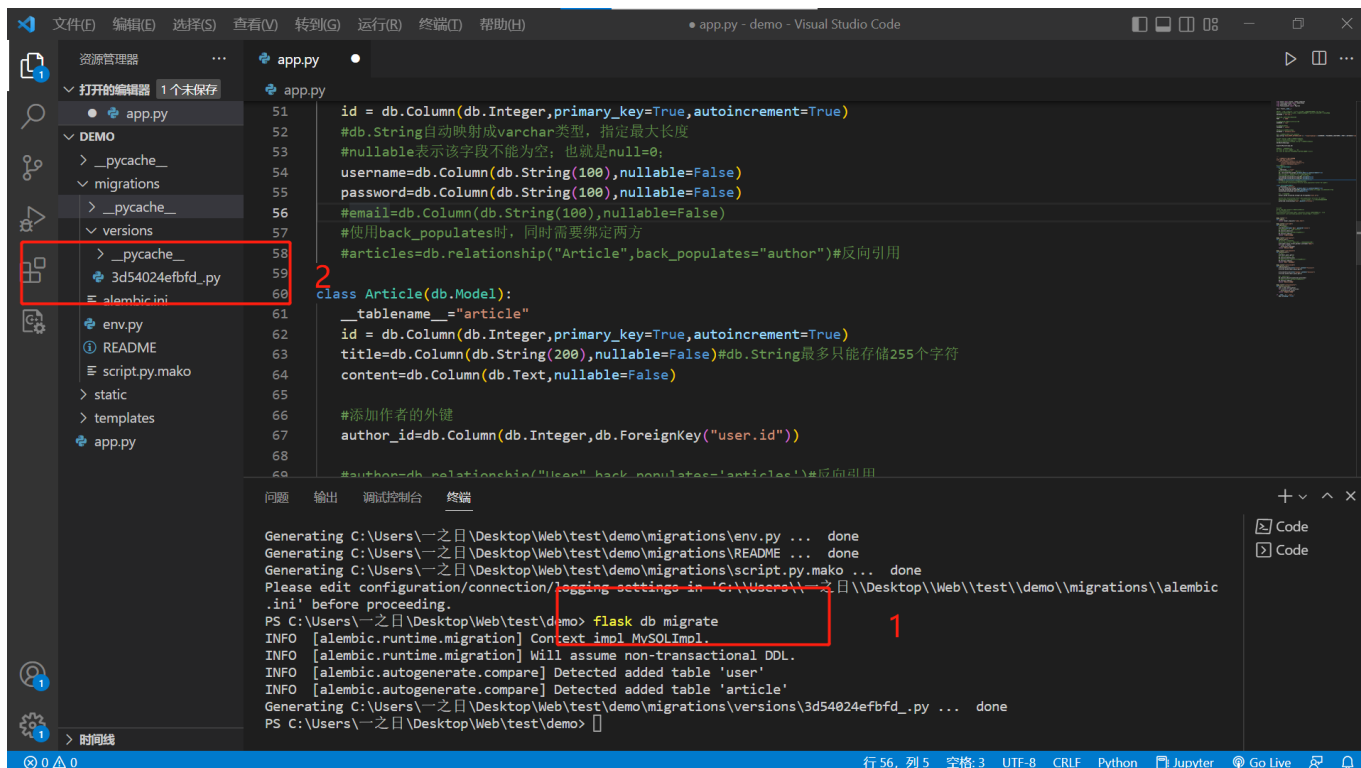 文件(F) 编辑(E) 选择(S) 查看(V) 转到(G) 运行(R) 终端(T) 帮助(H) ● app.py - demo - Visual Studio Code
资源管理器 ···
打开的编辑器 1个未保存
● app.py
DEMO
__pycache__
migrations
__pycache__
versions
__pycache__
3d54024efbfd_.py
alembic.ini
env.py
README
script.py.mako
static
templates
app.py
时间线
1
1
1
app.py ●
app.py
51 id = db.Column(db.Integer,primary_key=True,autoincrement=True)
52 #db.String自动映射成varchar类型，指定最大长度
53 #nullable表示该字段不能为空；也就是null=0;
54 username=db.Column(db.String(100),nullable=False)
55 password=db.Column(db.String(100),nullable=False)
56 #email=db.Column(db.String(100),nullable=False)
57 #使用back_populates时，同时需要绑定两方
58 #articles=db.relationship("Article",back_populates="author")#反向引用
59
60 class Article(db.Model):
61 __tablename__="article"
62 id = db.Column(db.Integer,primary_key=True,autoincrement=True)
63 title=db.Column(db.String(200),nullable=False)#db.String最多只能存储255个字符
64 content=db.Column(db.Text,nullable=False)
65
66 #添加作者的外键
67 author_id=db.Column(db.Integer,db.ForeignKey("user.id"))
68
69 #author=db.relationship("User",back_populates='articles')#反向引用
2
问题 输出 调试控制台 终端
Code
Code
Generating C:\Users\一之日\Desktop\Web\test\demo\migrations\env.py ... done
Generating C:\Users\一之日\Desktop\Web\test\demo\migrations\README ... done
Generating C:\Users\一之日\Desktop\Web\test\demo\migrations\script.py.mako ... done
Please edit configuration/connection/logging settings in 'C:\\Users\\一之日\\Desktop\\Web\\test\\demo\\migrations\\alembic
.ini' before proceeding.
PS C:\Users\一之日\Desktop\Web\test\demo> flask db migrate
1
INFO [alembic.runtime.migration] Context impl MySQLImpl.
INFO [alembic.runtime.migration] Will assume non-transactional DDL.
INFO [alembic.autogenerate.compare] Detected added table 'user'
INFO [alembic.autogenerate.compare] Detected added table 'article'
Generating C:\Users\一之日\Desktop\Web\test\demo\migrations\versions\3d54024efbfd_.py ... done
PS C:\Users\一之日\Desktop\Web\test\demo>
0 0 行 56，列 5 空格: 3 UTF-8 CRLF Python Jupyter Go Live